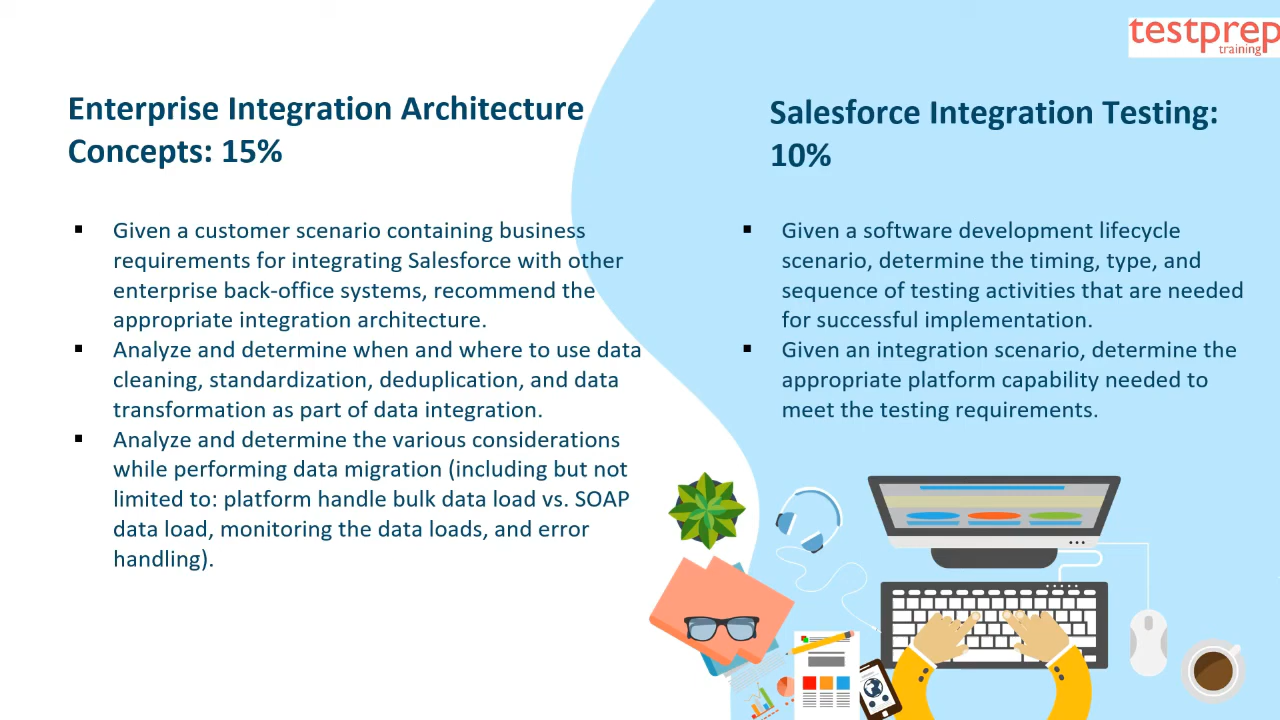 testprep
training
Enterprise Integration Architecture
Concepts: 15%
▪ Given a customer scenario containing business
requirements for integrating Salesforce with other
enterprise back-office systems, recommend the
appropriate integration architecture.
▪ Analyze and determine when and where to use data
cleaning, standardization, deduplication, and data
transformation as part of data integration.
▪ Analyze and determine the various considerations
while performing data migration (including but not
limited to: platform handle bulk data load vs. SOAP
data load, monitoring the data loads, and error
handling).
Salesforce Integration Testing:
10%
▪ Given a software development lifecycle
scenario, determine the timing, type, and
sequence of testing activities that are needed
for successful implementation.
▪ Given an integration scenario, determine the
appropriate platform capability needed to
meet the testing requirements.